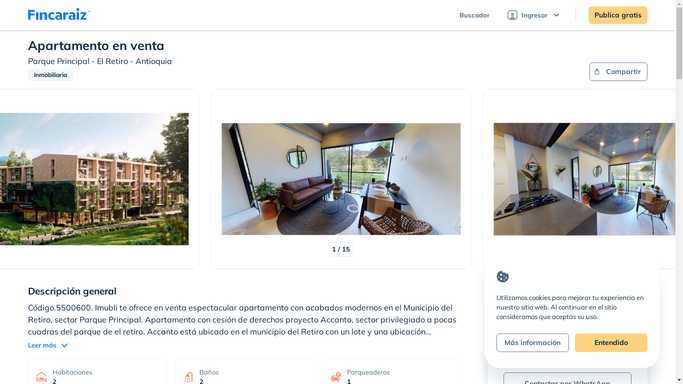 Fincaraiz
Buscador
Ingresar
Publica gratis
Apartamento en venta
Parque Principal - El Retiro - Antioquia
Inmobiliaria
Compartir
1 / 15
Descripción general
Código.5500600. Imubli te ofrece en venta espectacular apartamento con acabados modernos en el Municipio del
Retiro, sector Parque Principal. Apartamento con cesión de derechos proyecto Accanto, sector privilegiado a pocas
cuadras del parque de el retiro. Accanto está ubicado en el municipio del Retiro con un lote y una ubicación...
Leer más
Habitaciones
2
Baños
2
Parqueaderos
1
Utilizamos cookies para mejorar tu experiencia en
nuestro sitio web. Al continuar en el sitio
consideramos que aceptas su uso.
Más información
Entendido
Contactar por WhatsApp